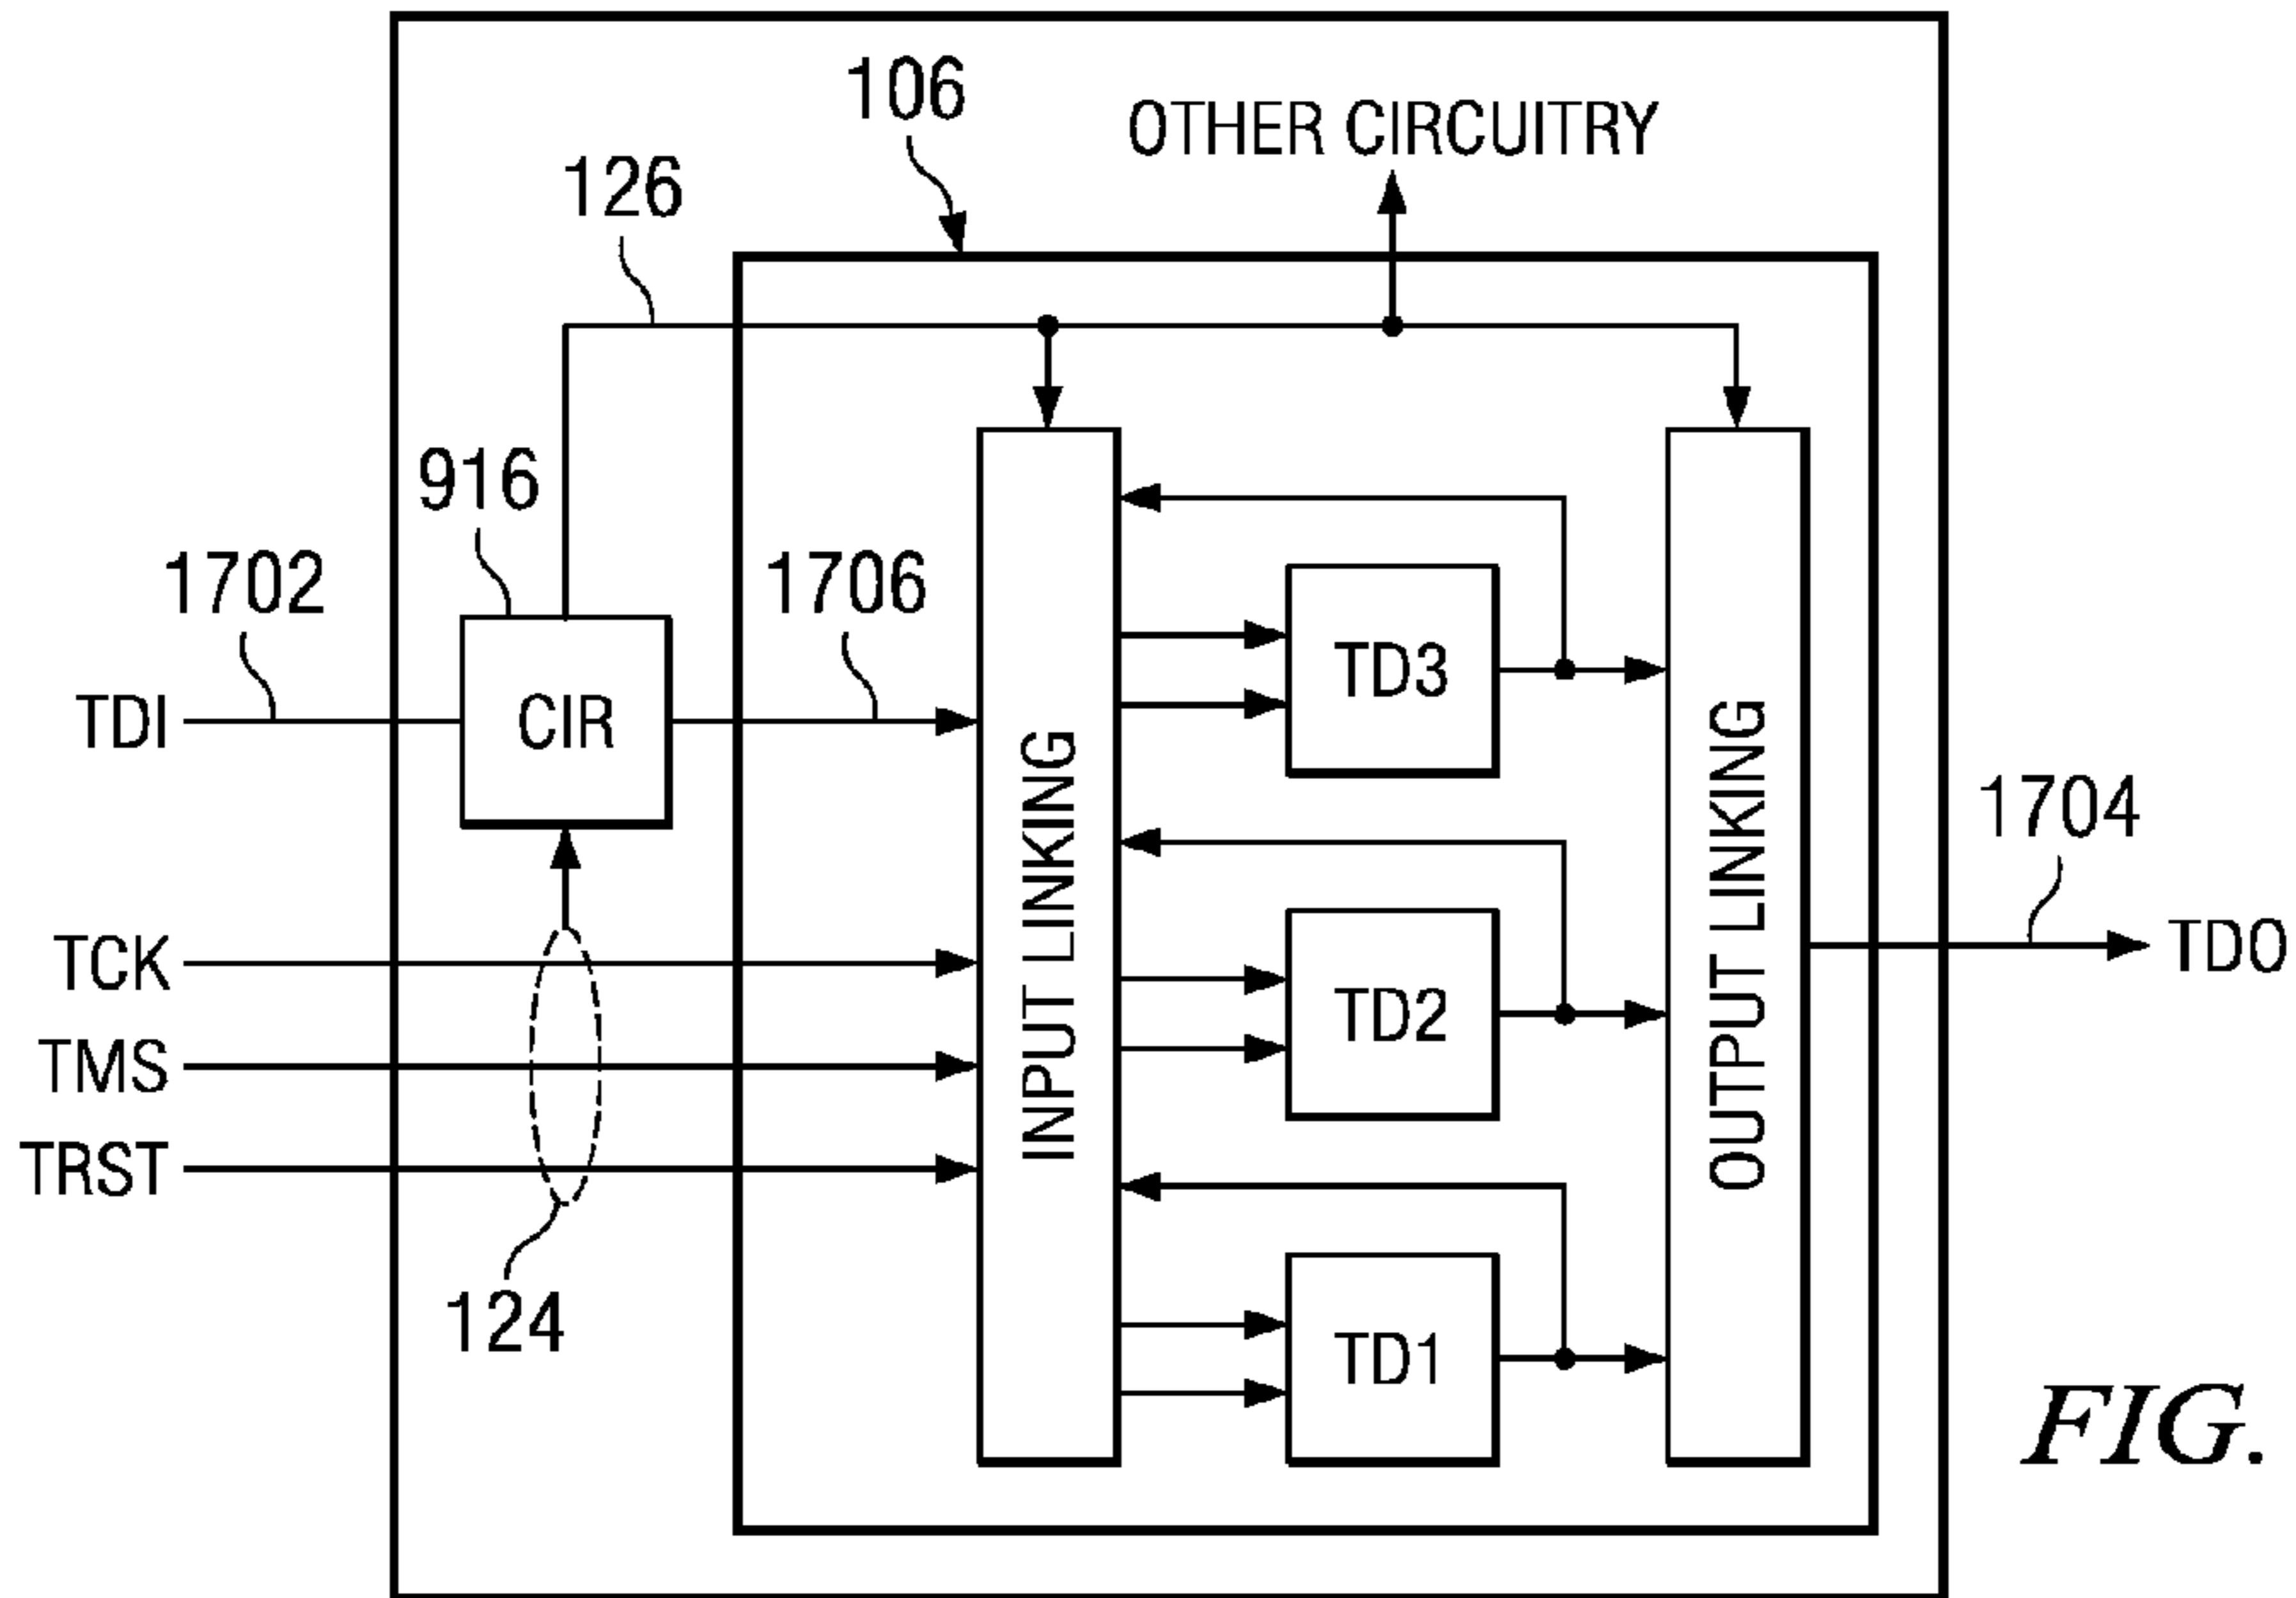 106
OTHER CIRCUITRY
126
916
1702
1706
TDI
CIR
TD3
INPUT LINKING
OUTPUT LINKING
1704
TCK
TD2
TDO
TMS
TRST
124
TD1
FIG.